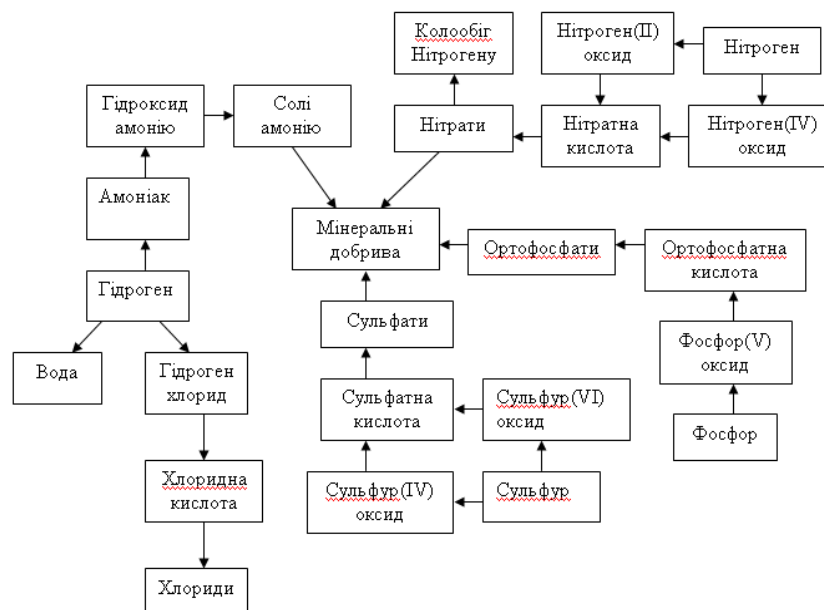 Колообіг
Нітрогену
Нітроген(II)
оксид
Нітроген
Гідроксид
амонію
Солі
амонію
Нітрати
Нітратна
кислота
Нітроген(IV)
оксид
Амоніак
Мінеральні
добрива
Ортофосфати
Ортофосфатна
кислота
Гідроген
Сульфати
Фосфор(V)
оксид
Вода
Гідроген
хлорид
Сульфатна
кислота
Сульфур(VI)
оксид
Фосфор
Хлоридна
кислота
Сульфур(IV)
оксид
Сульфур
Хлориди